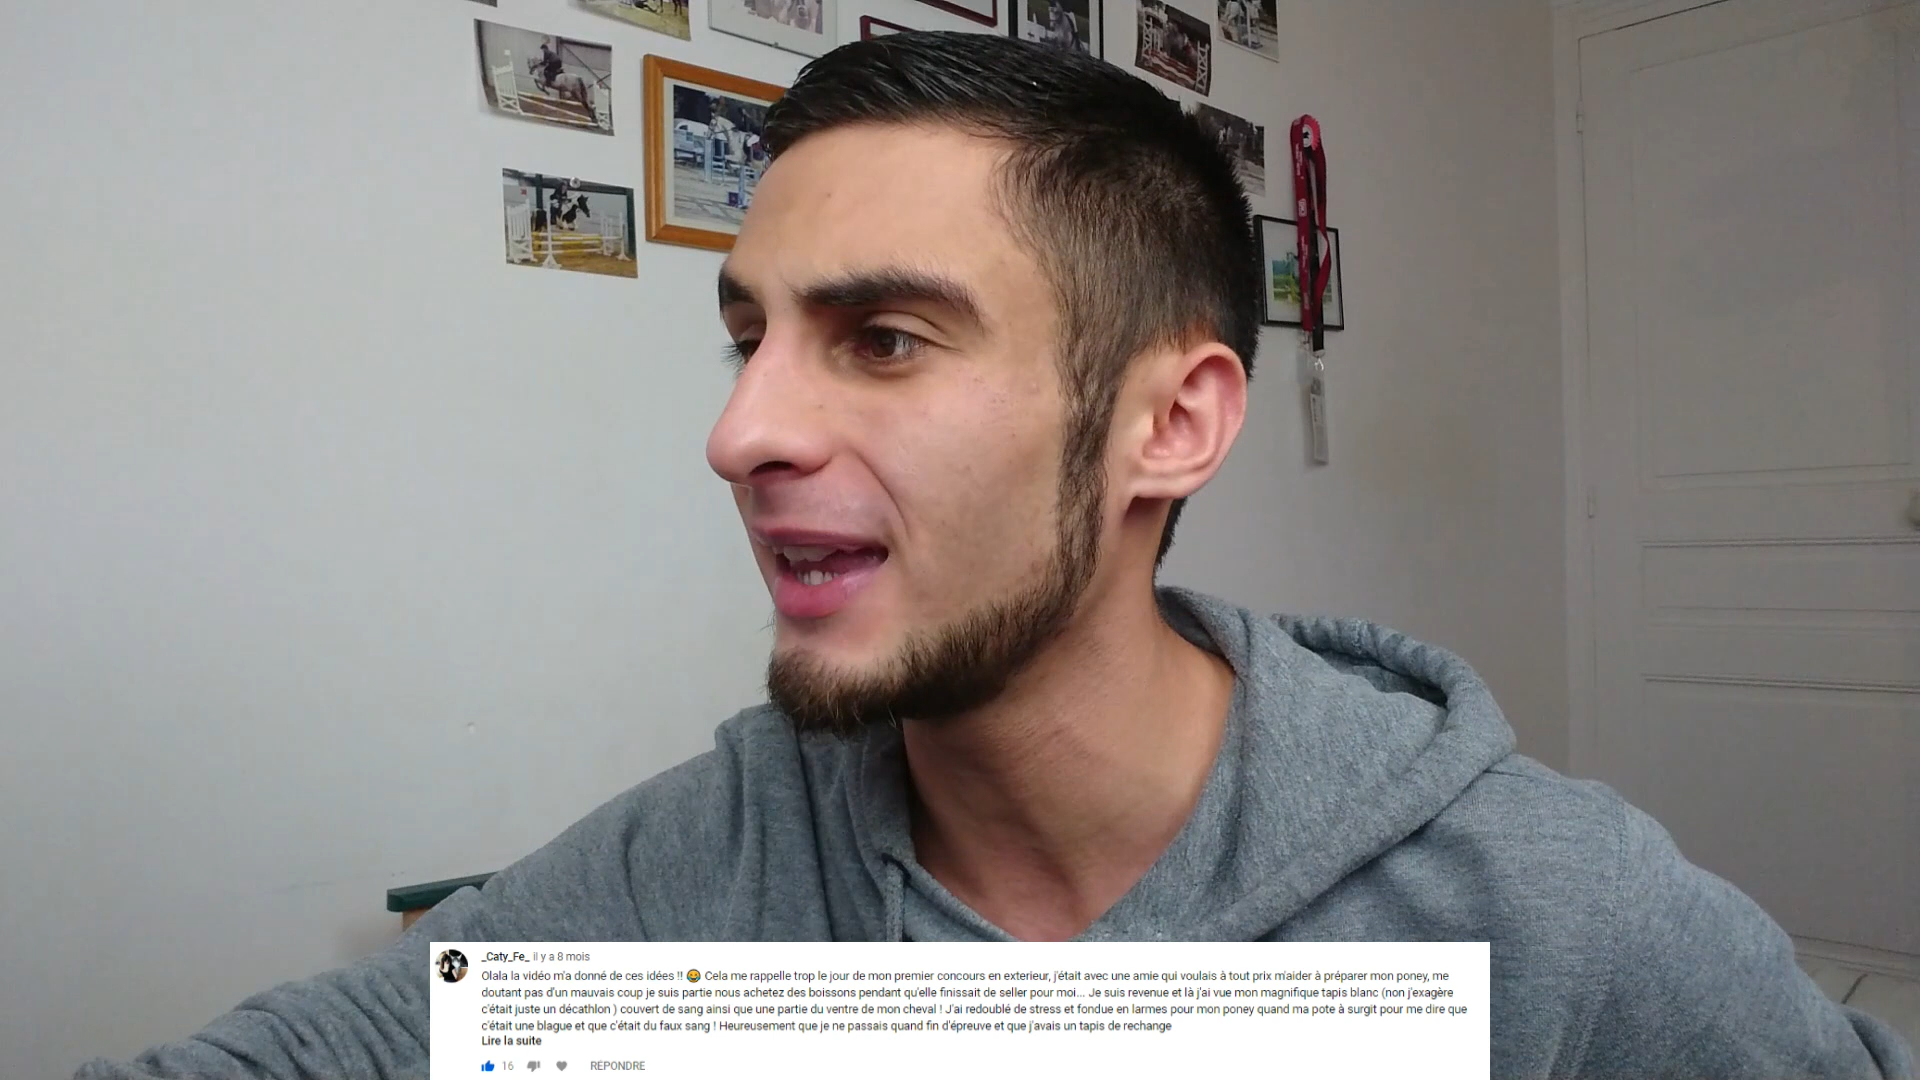 _Caty_Fe_ il y a 8 mois
Olala la vidéo m'a donné de ces idées !! 😂 Cela me rappelle trop le jour de mon premier concours en exterieur, j'était avec une amie qui voulais à tout prix m'aider à préparer mon poney, me
doutant pas d'un mauvais coup je suis partie nous achetez des boissons pendant qu'elle finissait de seller pour moi... Je suis revenue et là j'ai vue mon magnifique tapis blanc (non j'exagère
c'était juste un décathlon ) couvert de sang ainsi que une partie du ventre de mon cheval ! J'ai redoublé de stress et fondue en larmes pour mon poney quand ma pote à surgit pour me dire que
c'était une blague et que c'était du faux sang ! Heureusement que je ne passais quand fin d'épreuve et que j'avais un tapis de rechange
Lire la suite
16 RÉPONDRE